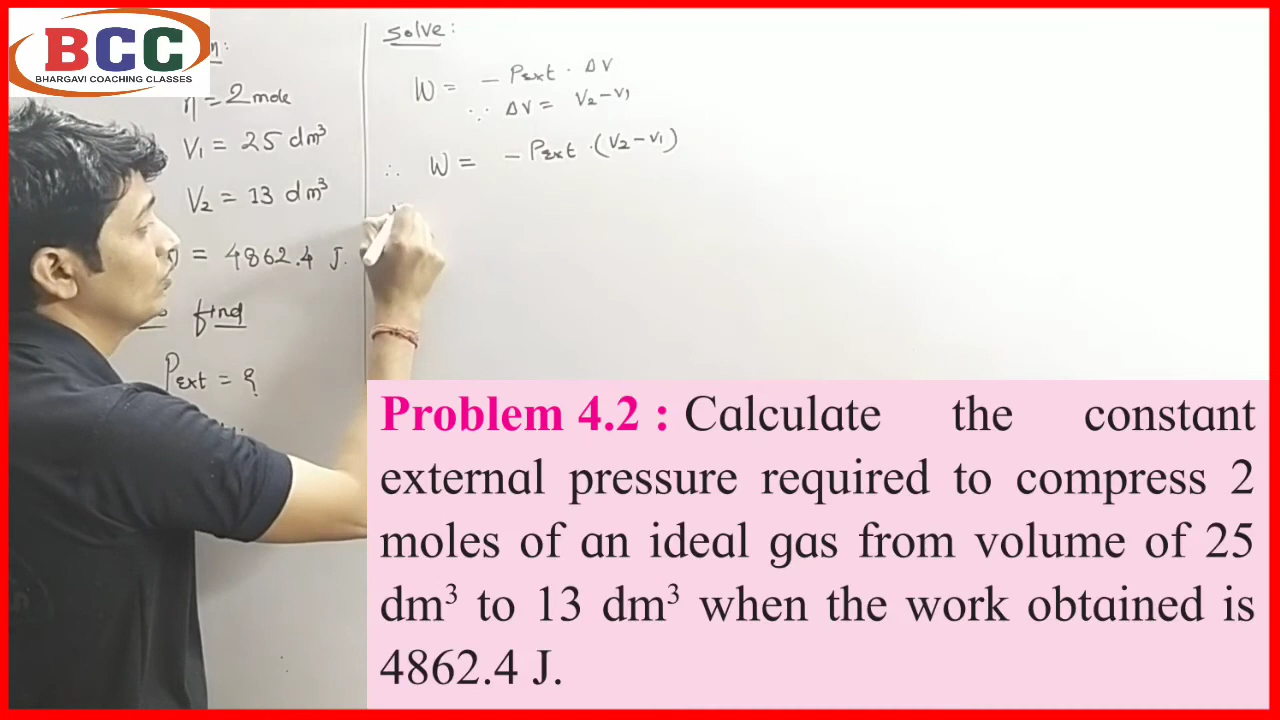 BCC
BHARGAVI COACHING CLASSES
n = 2 mole
V₁ = 25 dm³
V₂ = 13 dm³
= 4862.4 J.
find
Pext = ?
Solve :
W = - Pext . ΔV
∵ ΔV = V₂-V₁
∴ W = - Pext .(V₂-V₁)
Problem 4.2 : Calculate the constant
external pressure required to compress 2
moles of an ideal gas from volume of 25
dm³ to 13 dm³ when the work obtained is
4862.4 J.